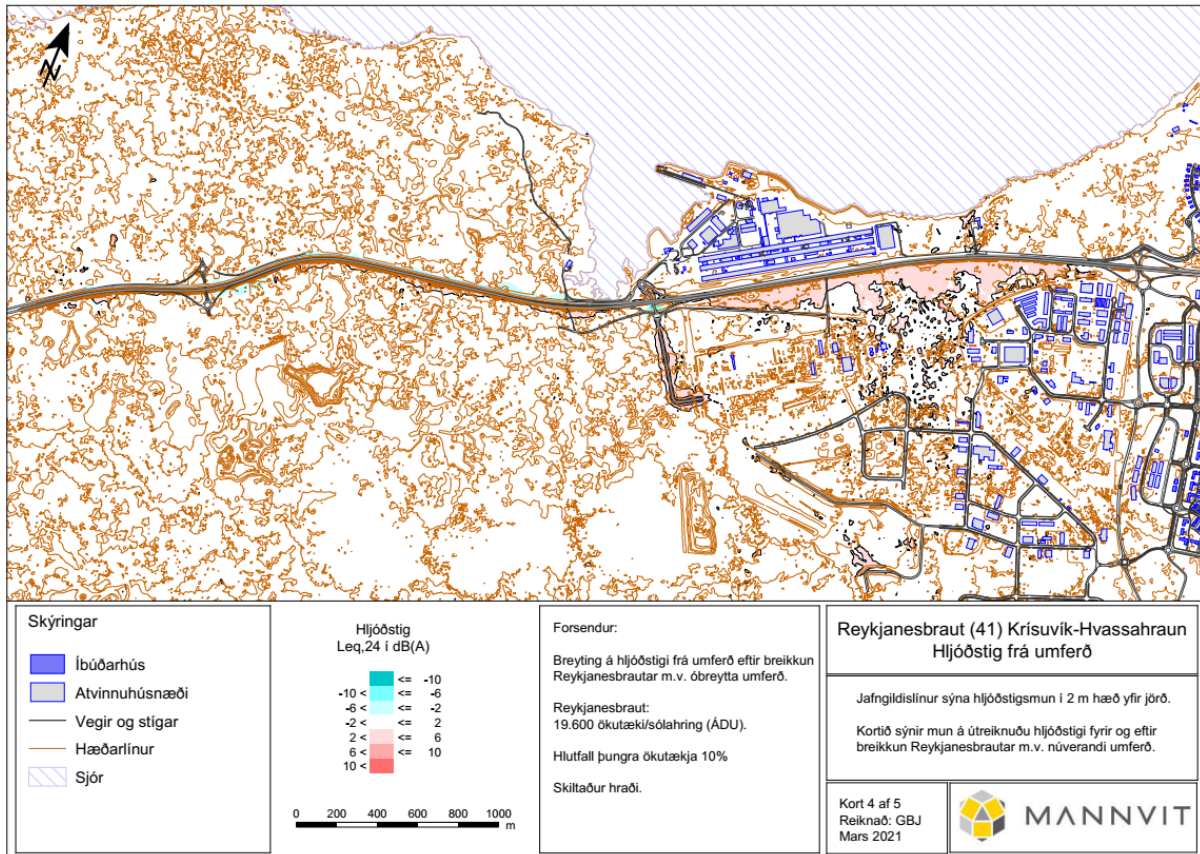 N
Skýringar
Íbúðarhús
Atvinnuhúsnæði
Vegir og stígar
Hæðarlínur
Sjór
Hljóðstig
Leq,24 í dB(A)
<= -10
-10 < <= -6
-6 < <= -2
-2 < <= 2
2 < <= 6
6 < <= 10
10 <
0 200 400 600 800 1000
m
Forsendur:
Breyting á hljóðstigi frá umferð eftir breikkun
Reykjanesbrautar m.v. óbreytta umferð.
Reykjanesbraut:
19.600 ökutæki/sólahring (ÁDU).
Hlutfall þungra ökutækja 10%
Skiltaður hraði.
Reykjanesbraut (41) Krísuvík-Hvassahraun
Hljóðstig frá umferð
Jafngildislínur sýna hljóðstigsmun í 2 m hæð yfir jörð.
Kortið sýnir mun á útreiknuðu hljóðstigi fyrir og eftir
breikkun Reykjanesbrautar m.v. núverandi umferð.
Kort 4 af 5
Reiknað: GBJ
Mars 2021
MANNVIT